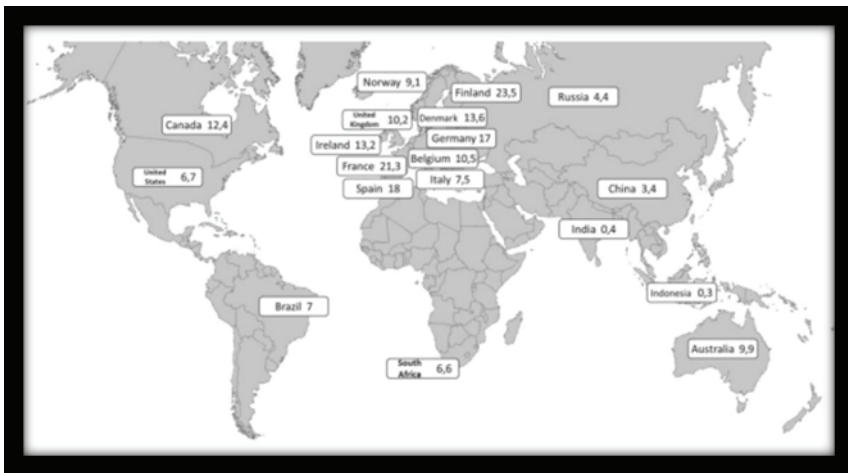 Norway 9,1
Finland 23,5
Russia 4,4
Canada 12,4
United
Kingdom 10,2
Denmark 13,6
Germany 17
Ireland 13,2
Belgium 10,5
France 21,3
United
States 6,7
Italy 7,5
Spain 18
China 3,4
India 0,4
Indonesia 0,3
Brazil 7
Australia 9,9
South
Africa 6,6